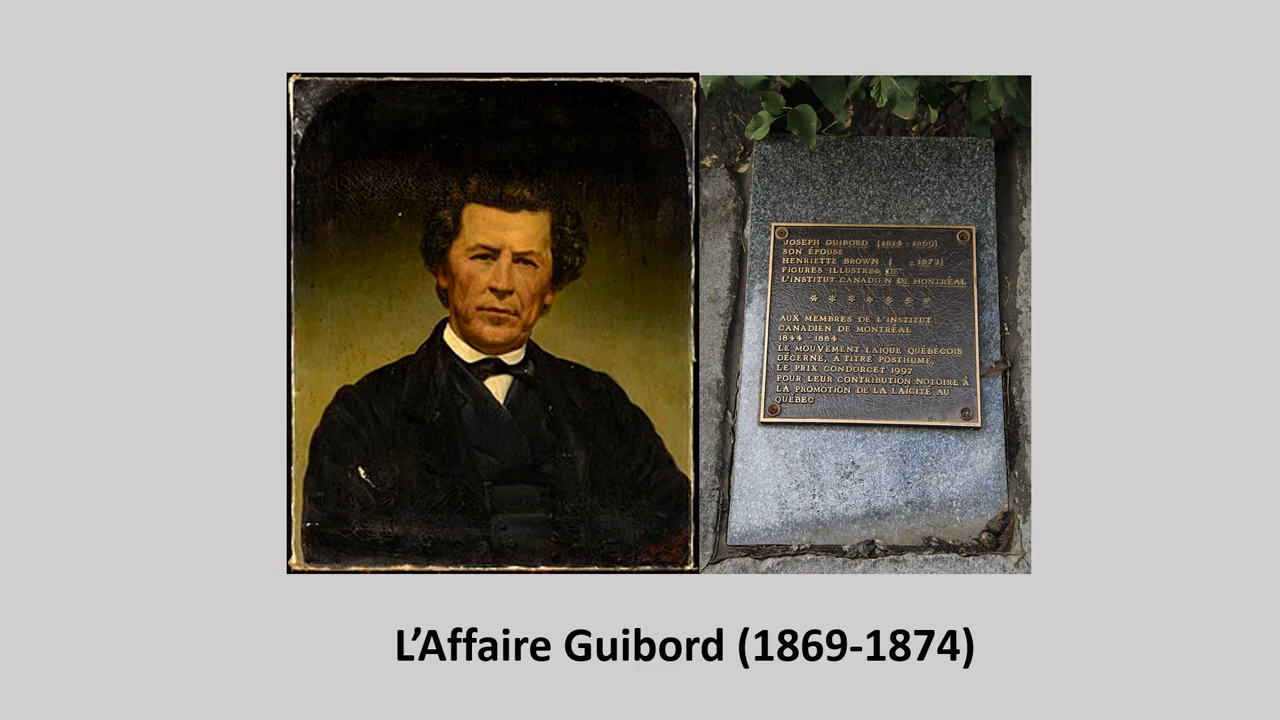 JOSEPH GUIBORD (1814-1869)
SON ÉPOUSE
HENRIETTE BROWN (     -1873)
FIGURES ILLUSTRES DE
L'INSTITUT CANADIEN DE MONTRÉAL
* * * * * * *
AUX MEMBRES DE L'INSTITUT
CANADIEN DE MONTRÉAL
1844 - 1884
LE MOUVEMENT LAÏQUE QUÉBÉCOIS
DÉCERNE, À TITRE POSTHUME,
LE PRIX CONDORCET 1997
POUR LEUR CONTRIBUTION NOTOIRE À
LA PROMOTION DE LA LAÏCITÉ AU
QUÉBEC
L’Affaire Guibord (1869-1874)